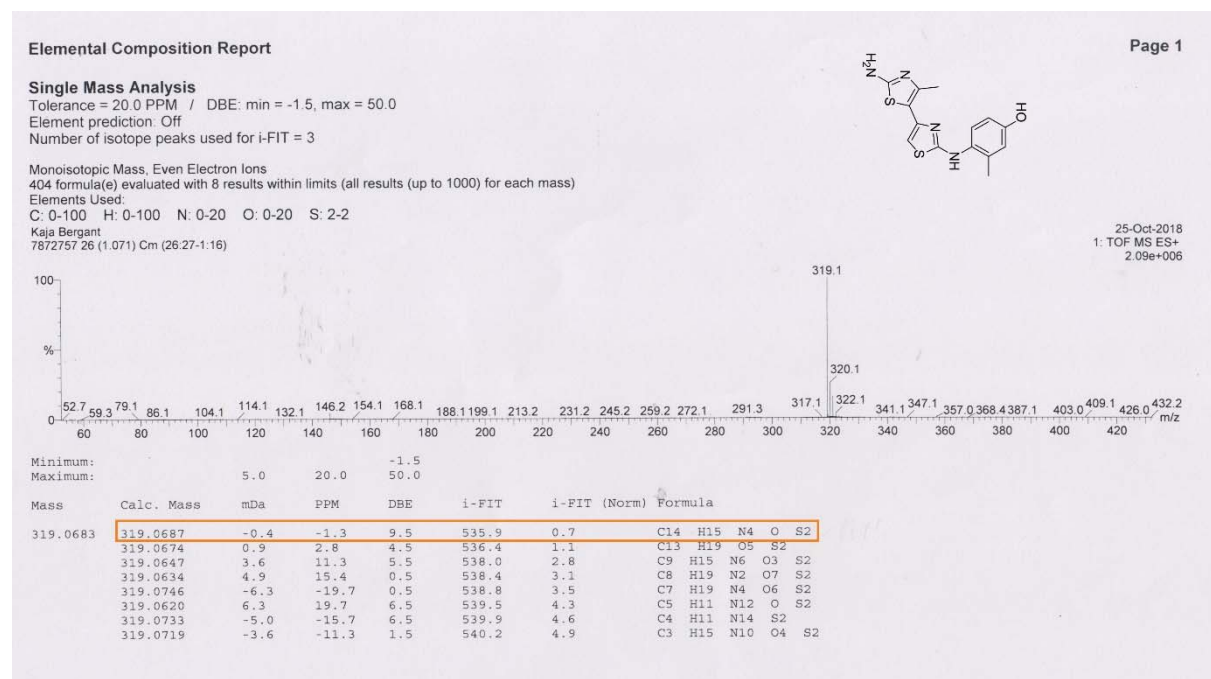 Elemental Composition Report
Page 1
Single Mass Analysis
Tolerance = 20.0 PPM / DBE: min = -1.5, max = 50.0
Element prediction: Off
Number of isotope peaks used for i-FIT = 3
H2N
N
S
N
S
NH
OH
Monoisotopic Mass, Even Electron Ions
404 formula(e) evaluated with 8 results within limits (all results (up to 1000) for each mass)
Elements Used:
C: 0-100 H: 0-100 N: 0-20 O: 0-20 S: 2-2
Kaja Bergant
7872757 26 (1.071) Cm (26:27-1:16)
25-Oct-2018
1: TOF MS ES+
2.09e+006
319.1
100
%
320.1
52.7 59.3 79.1 86.1 104.1 114.1 132.1 146.2 154.1 168.1 188.1 199.1 213.2 231.2 245.2 259.2 272.1 291.3 317.1 322.1 341.1 347.1 357.0 368.4 387.1 403.0 409.1 426.0 432.2
0
m/z
60 80 100 120 140 160 180 200 220 240 260 280 300 320 340 360 380 400 420
Minimum: -1.5
Maximum: 5.0 20.0 50.0
Mass Calc. Mass mDa PPM DBE i-FIT i-FIT (Norm) Formula
319.0683 319.0687 -0.4 -1.3 9.5 535.9 0.7 C14 H15 N4 O S2
319.0674 0.9 2.8 4.5 536.4 1.1 C13 H19 O5 S2
319.0647 3.6 11.3 5.5 538.0 2.8 C9 H15 N6 O3 S2
319.0634 4.9 15.4 0.5 538.4 3.1 C8 H19 N2 O7 S2
319.0746 -6.3 -19.7 0.5 538.8 3.5 C7 H19 N4 O6 S2
319.0620 6.3 19.7 6.5 539.5 4.3 C5 H11 N12 O S2
319.0733 -5.0 -15.7 6.5 539.9 4.6 C4 H11 N14 S2
319.0719 -3.6 -11.3 1.5 540.2 4.9 C3 H15 N10 O4 S2